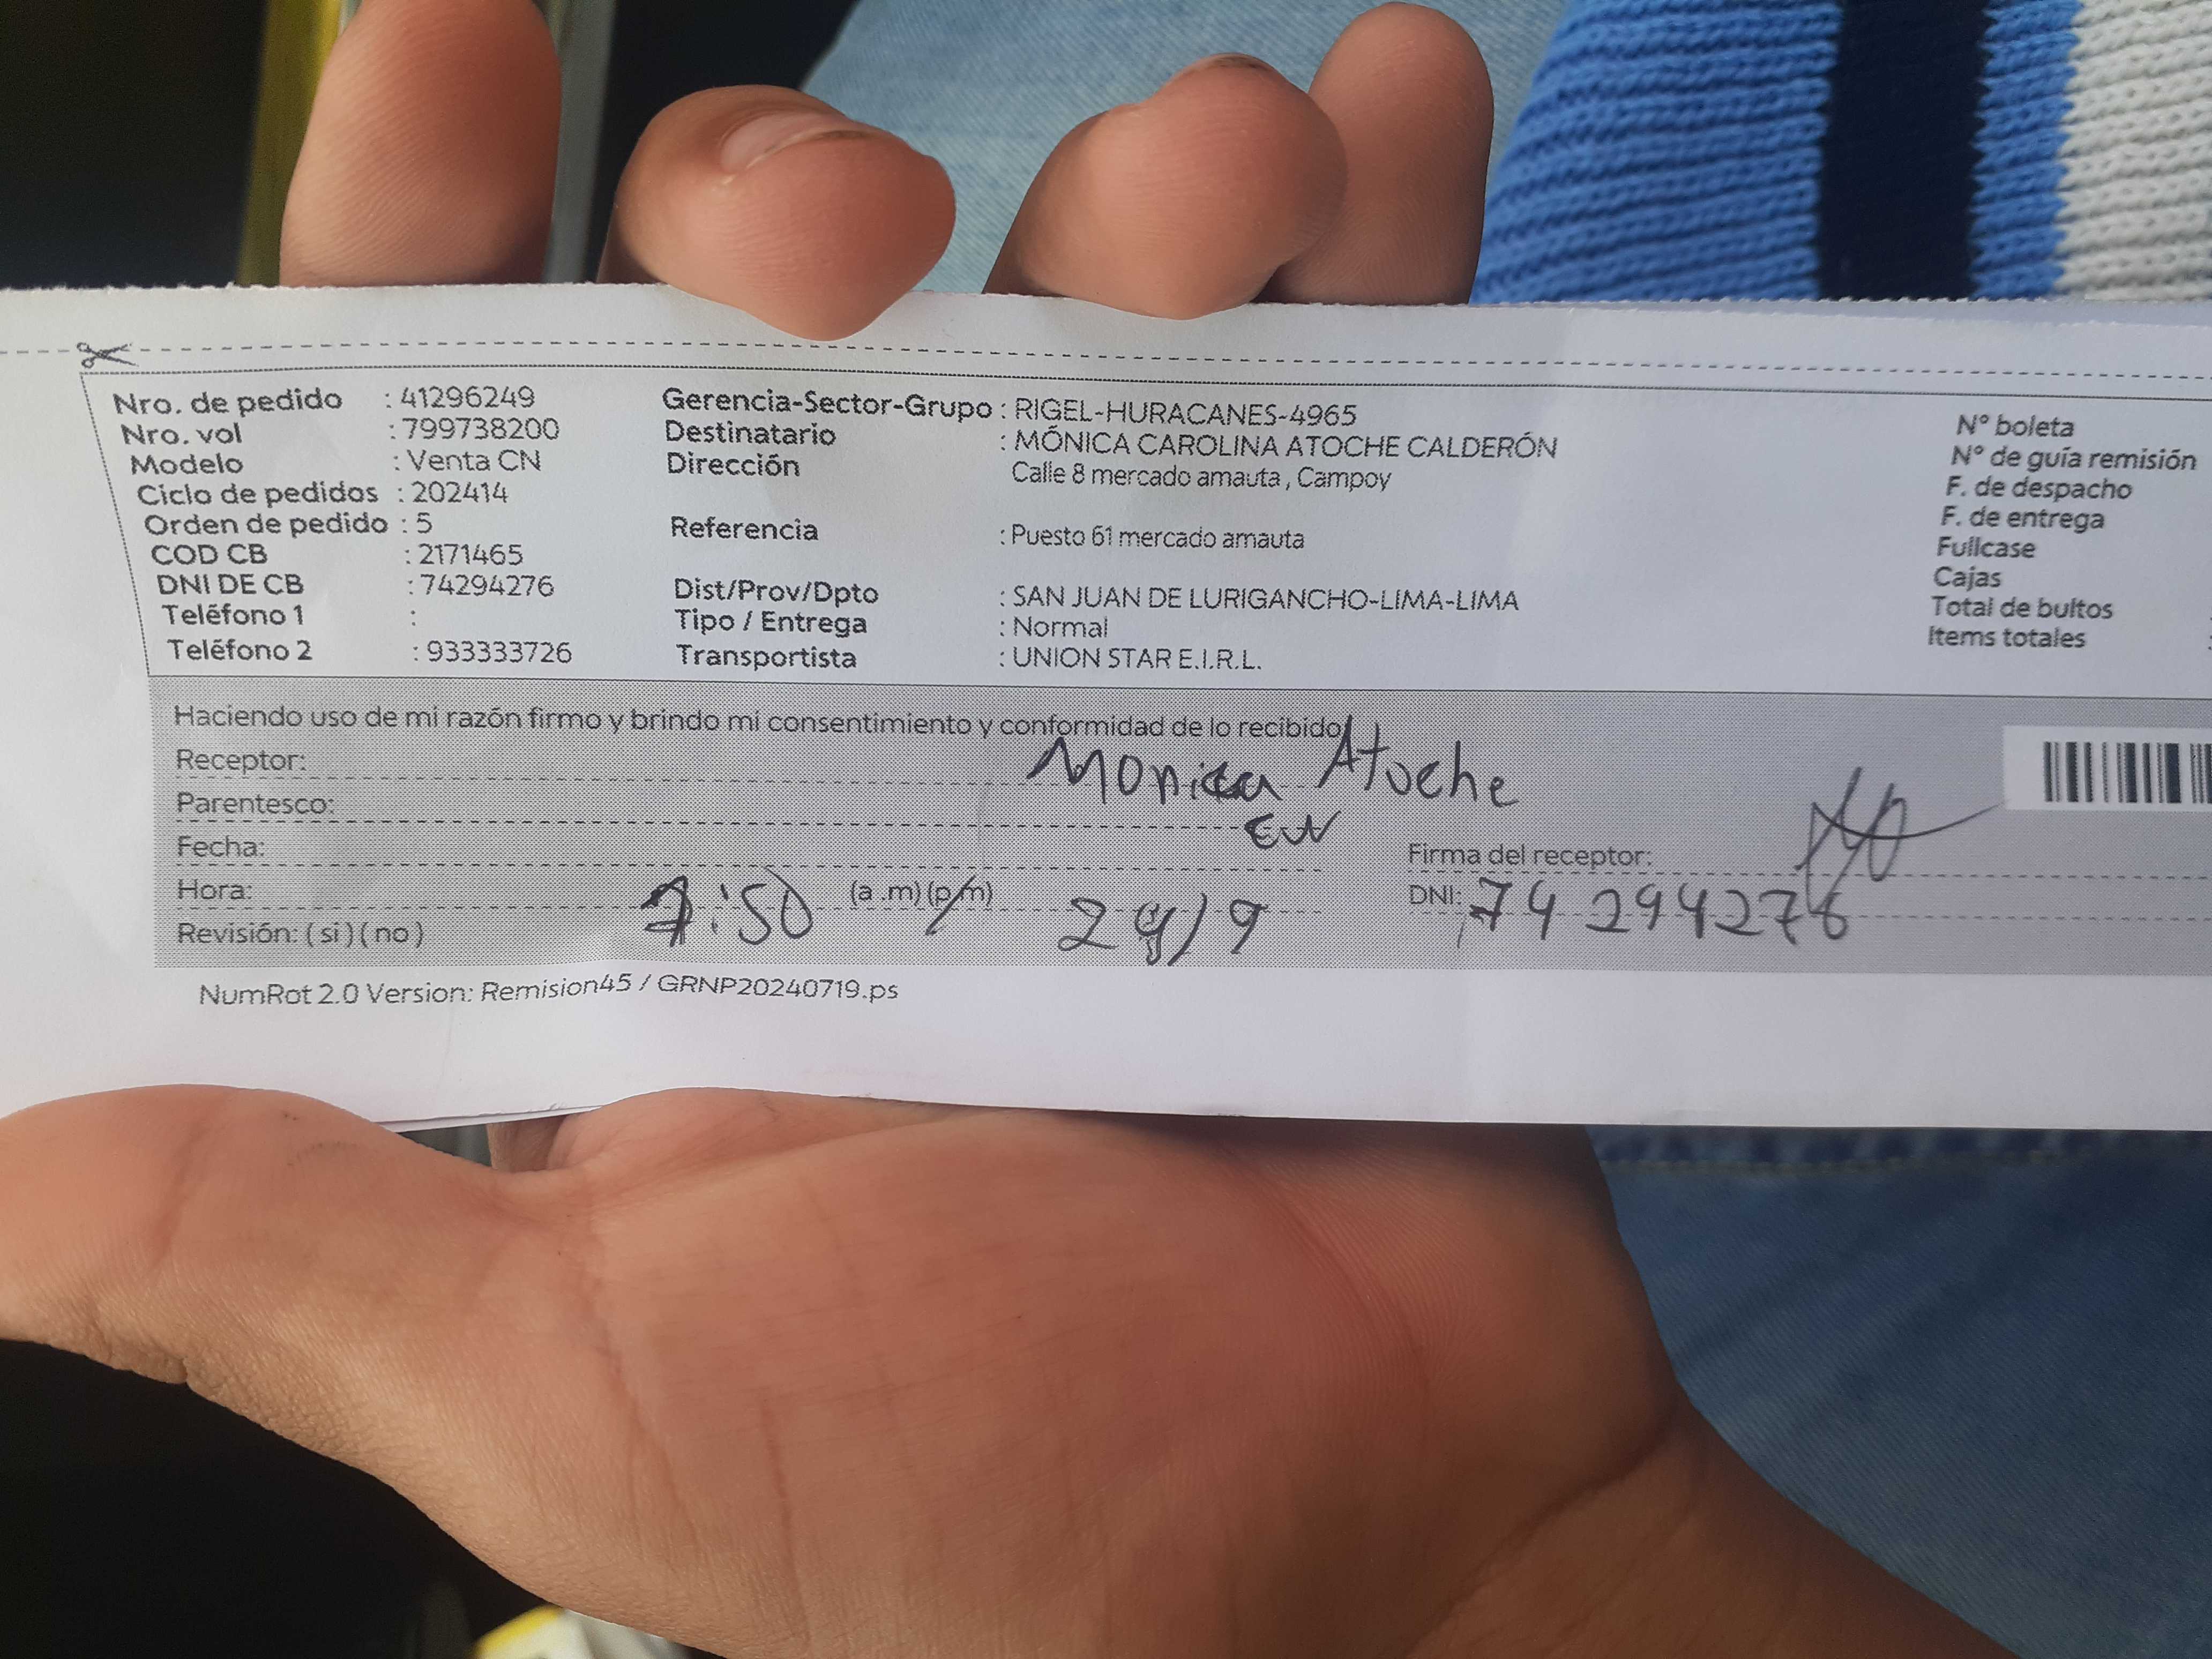 Nro. de pedido : 41296249
Nro. vol : 799738200
Modelo : Venta CN
Ciclo de pedidos : 202414
Orden de pedido : 5
COD CB : 2171465
DNI DE CB : 74294276
Teléfono 1 :
Teléfono 2 : 933333726
Gerencia-Sector-Grupo : RIGEL-HURACANES-4965
Destinatario : MÓNICA CAROLINA ATOCHE CALDERÓN
Dirección Calle 8 mercado amauta , Campoy
Referencia : Puesto 61 mercado amauta
Dist/Prov/Dpto : SAN JUAN DE LURIGANCHO-LIMA-LIMA
Tipo / Entrega : Normal
Transportista : UNION STAR E.I.R.L.
N° boleta
N° de guía remisión
F. de despacho
F. de entrega
Fullcase
Cajas
Total de bultos
Items totales :
Haciendo uso de mi razón firmo y brindo mi consentimiento y conformidad de lo recibido
Receptor: Monica Atoche
Parentesco:
Fecha:
Hora: 7:50 (a .m) (p/m) 24/9
Revisión: ( si ) ( no )
Firma del receptor:
DNI: 74294276
NumRot 2.0 Version: Remision45 / GRNP20240719.ps